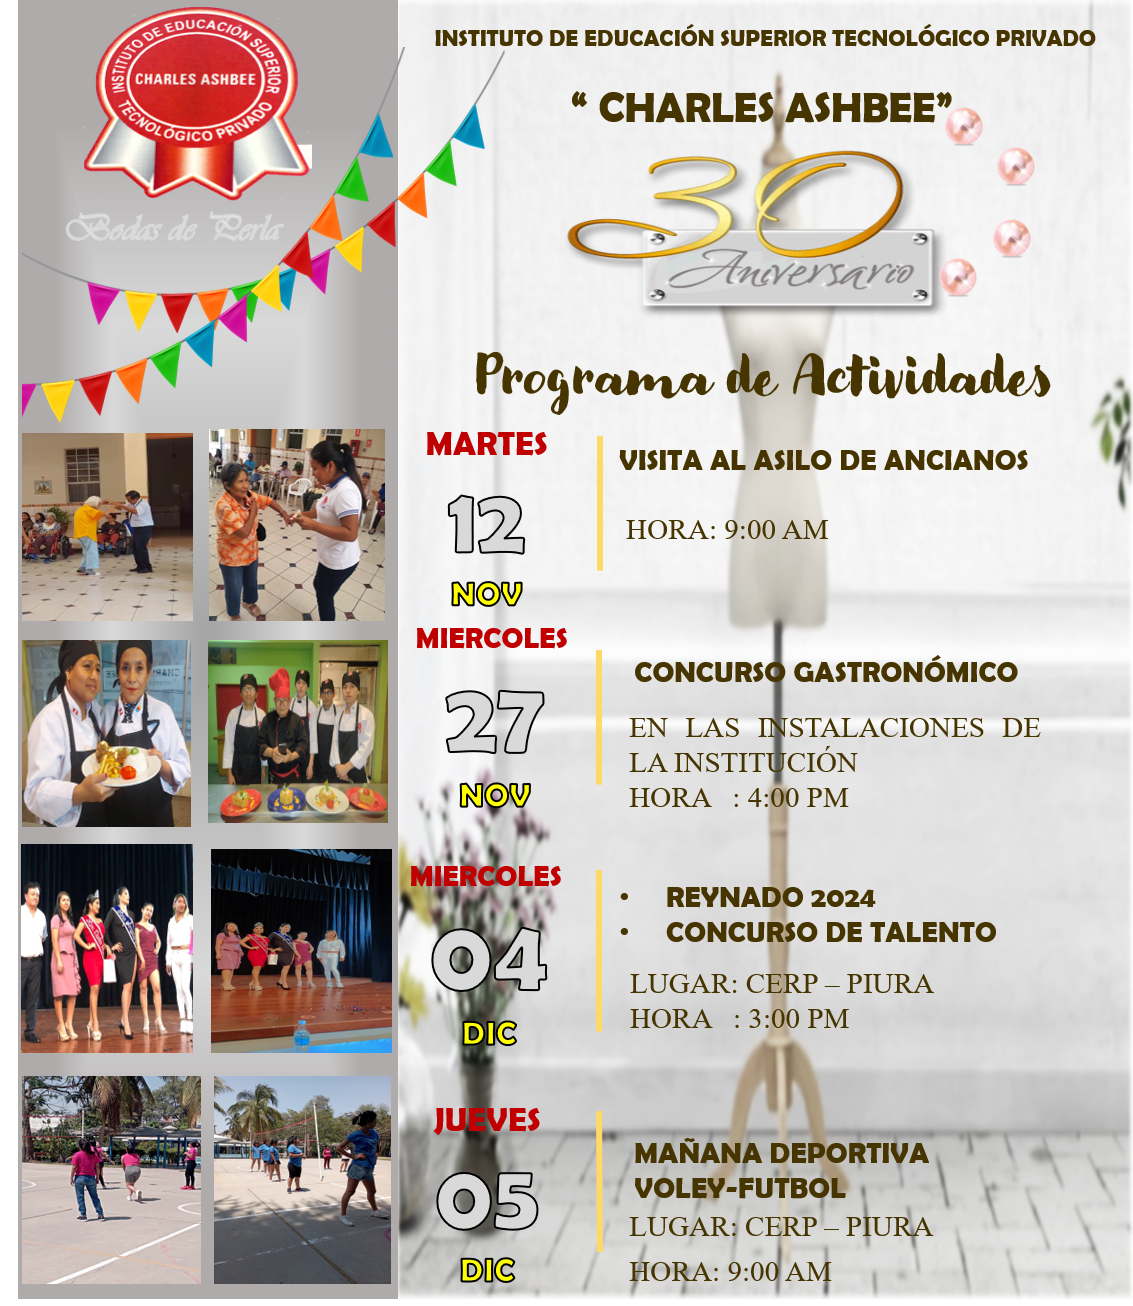 INSTITUTO DE EDUCACIÓN SUPERIOR
CHARLES ASHBEE
TECNOLÓGICO PRIVADO
Bodas de Perla
INSTITUTO DE EDUCACIÓN SUPERIOR TECNOLÓGICO PRIVADO
“ CHARLES ASHBEE”
30
Aniversario
Programa de Actividades
MARTES
12
NOV
VISITA AL ASILO DE ANCIANOS
HORA: 9:00 AM
MIERCOLES
27
NOV
CONCURSO GASTRONÓMICO
EN LAS INSTALACIONES DE
LA INSTITUCIÓN
HORA : 4:00 PM
MIERCOLES
04
DIC
• REYNADO 2024
• CONCURSO DE TALENTO
LUGAR: CERP – PIURA
HORA : 3:00 PM
JUEVES
05
DIC
MAÑANA DEPORTIVA
VOLEY-FUTBOL
LUGAR: CERP – PIURA
HORA: 9:00 AM